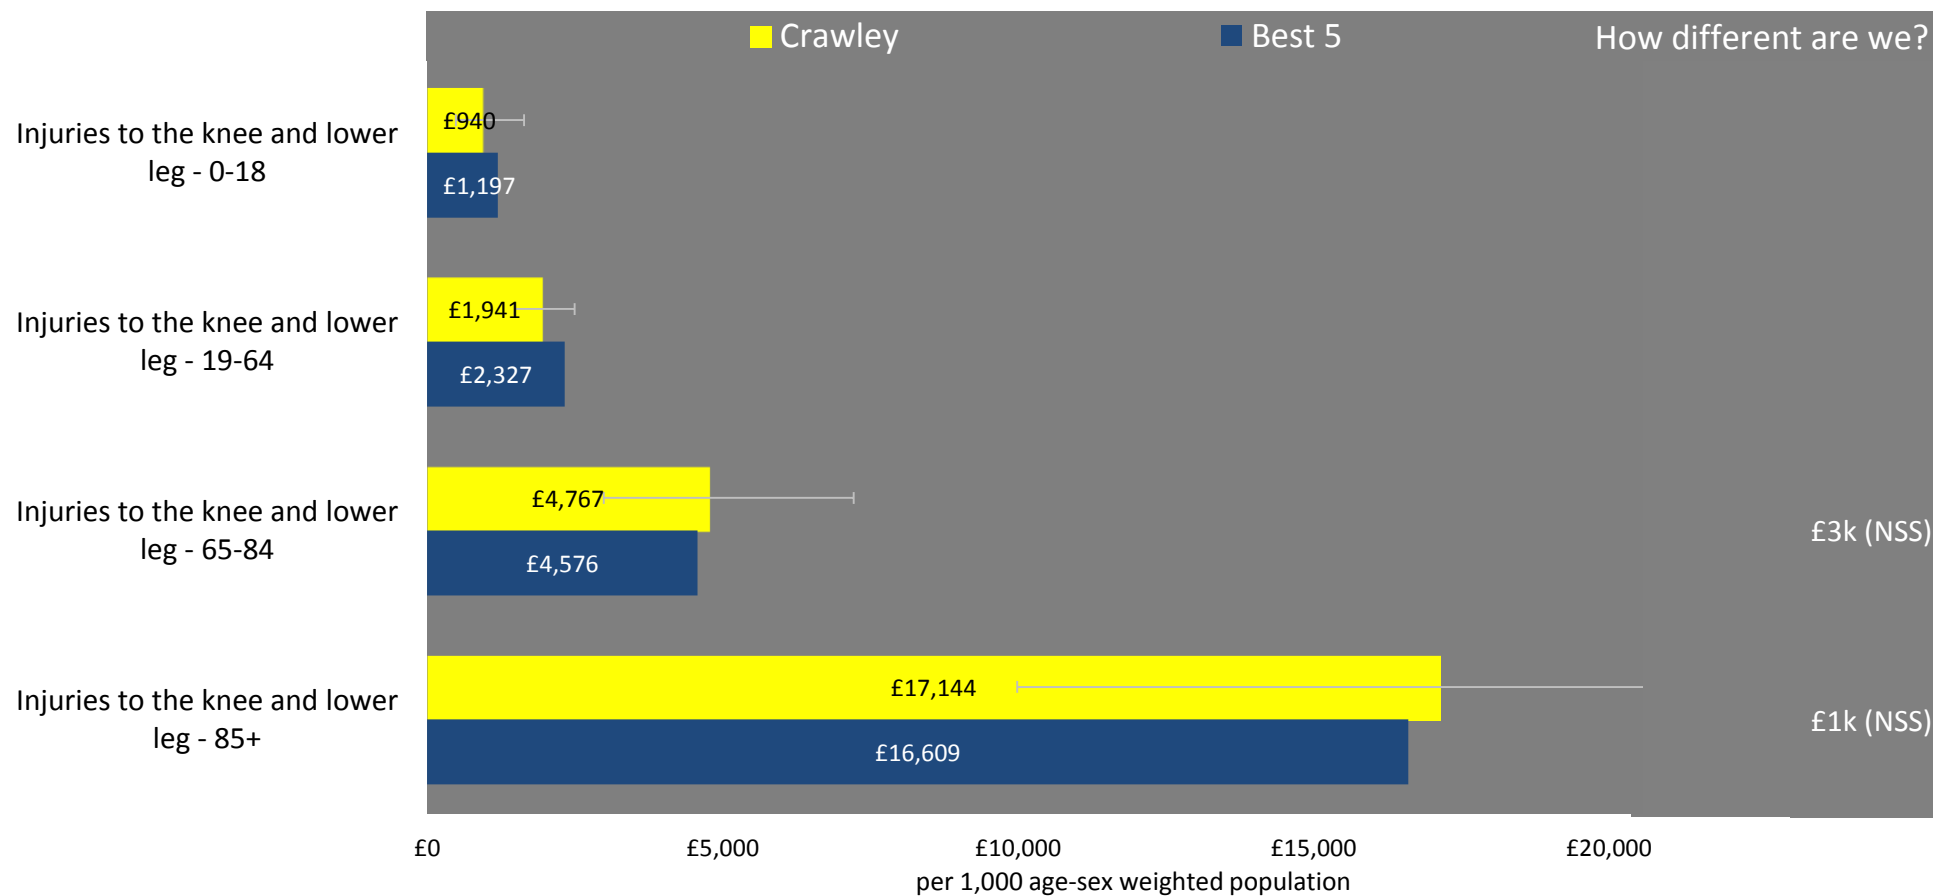 Crawley
Best 5
How different are we?
Injuries to the knee and lower
leg - 0-18
£940
£1,197
Injuries to the knee and lower
leg - 19-64
£1,941
£2,327
Injuries to the knee and lower
leg - 65-84
£4,767
£4,576
£3k (NSS)
Injuries to the knee and lower
leg - 85+
£17,144
£16,609
£1k (NSS)
£0
£5,000
£10,000
£15,000
£20,000
per 1,000 age-sex weighted population